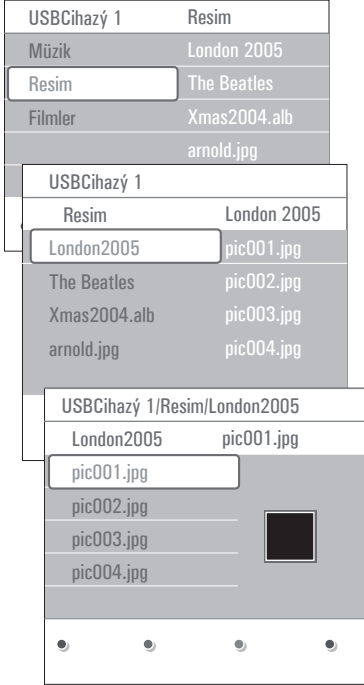 USBCihazý 1 Resim
Müzik London 2005
Resim The Beatles
Filmler Xmas2004.alb
arnold.jpg
USBCihazý 1
Resim London 2005
London2005 pic001.jpg
The Beatles pic002.jpg
Xmas2004.alb pic003.jpg
arnold.jpg pic004.jpg
USBCihazý 1/Resim/London2005
London2005 pic001.jpg
pic001.jpg
pic002.jpg
pic003.jpg
pic004.jpg